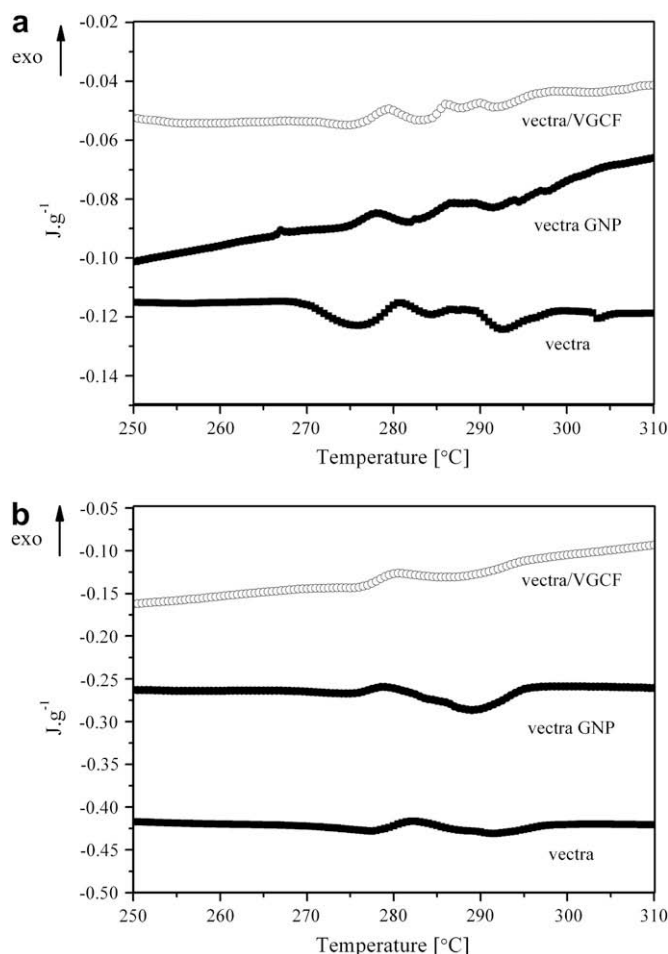 a
exo
-0.02
-0.04
-0.06
-0.08
-0.10
-0.12
-0.14
J.g⁻¹
vectra/VGCF
vectra GNP
vectra
250 260 270 280 290 300 310
Temperature [°C]
b
exo
-0.05
-0.10
-0.15
-0.20
-0.25
-0.30
-0.35
-0.40
-0.45
-0.50
J.g⁻¹
vectra/VGCF
vectra GNP
vectra
250 260 270 280 290 300 310
Temperature [°C]